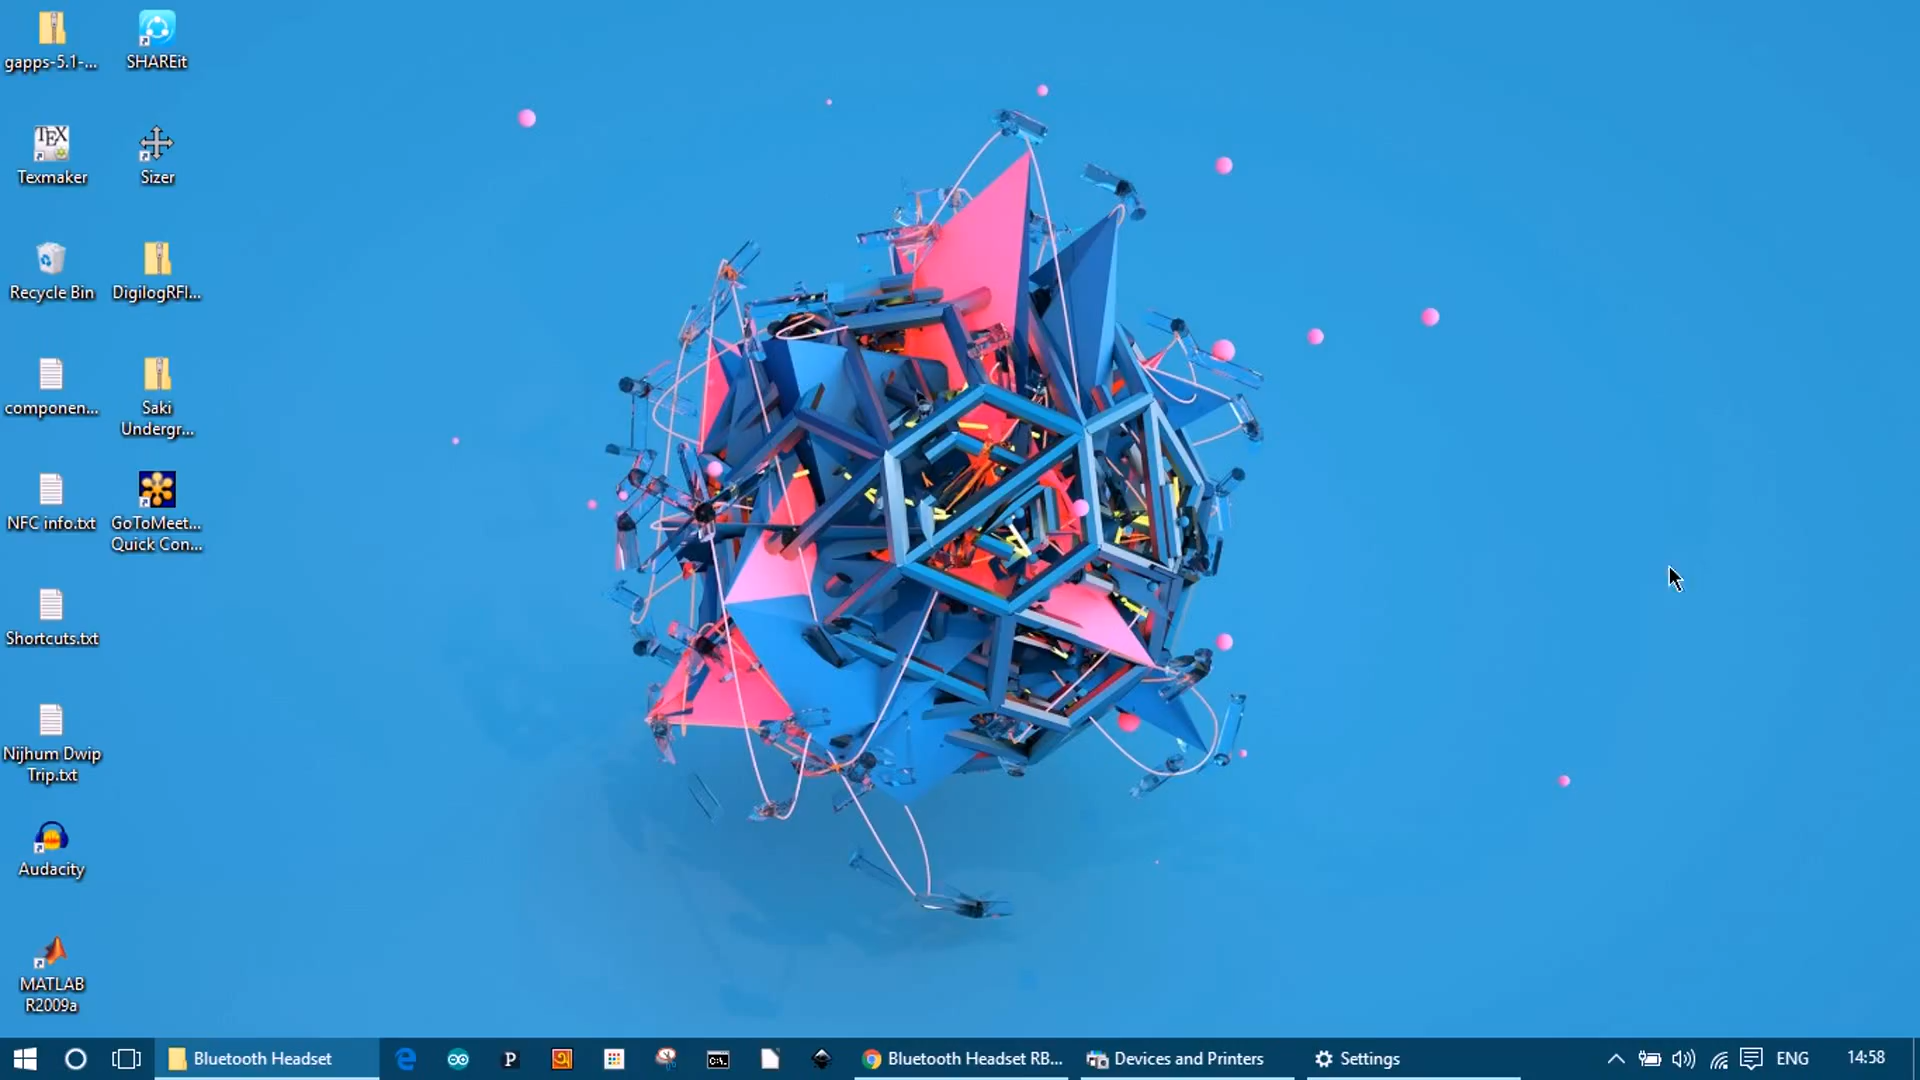 gapps-5.1-...
SHAREit
TEX
Texmaker
Sizer
Recycle Bin
DigilogRFI...
componen...
Saki
Undergr...
NFC info.txt
GoToMeet...
Quick Con...
Shortcuts.txt
Nijhum Dwip
Trip.txt
Audacity
MATLAB
R2009a
Bluetooth Headset
P
C:\_
Bluetooth Headset RB...
Devices and Printers
Settings
ENG
14:58